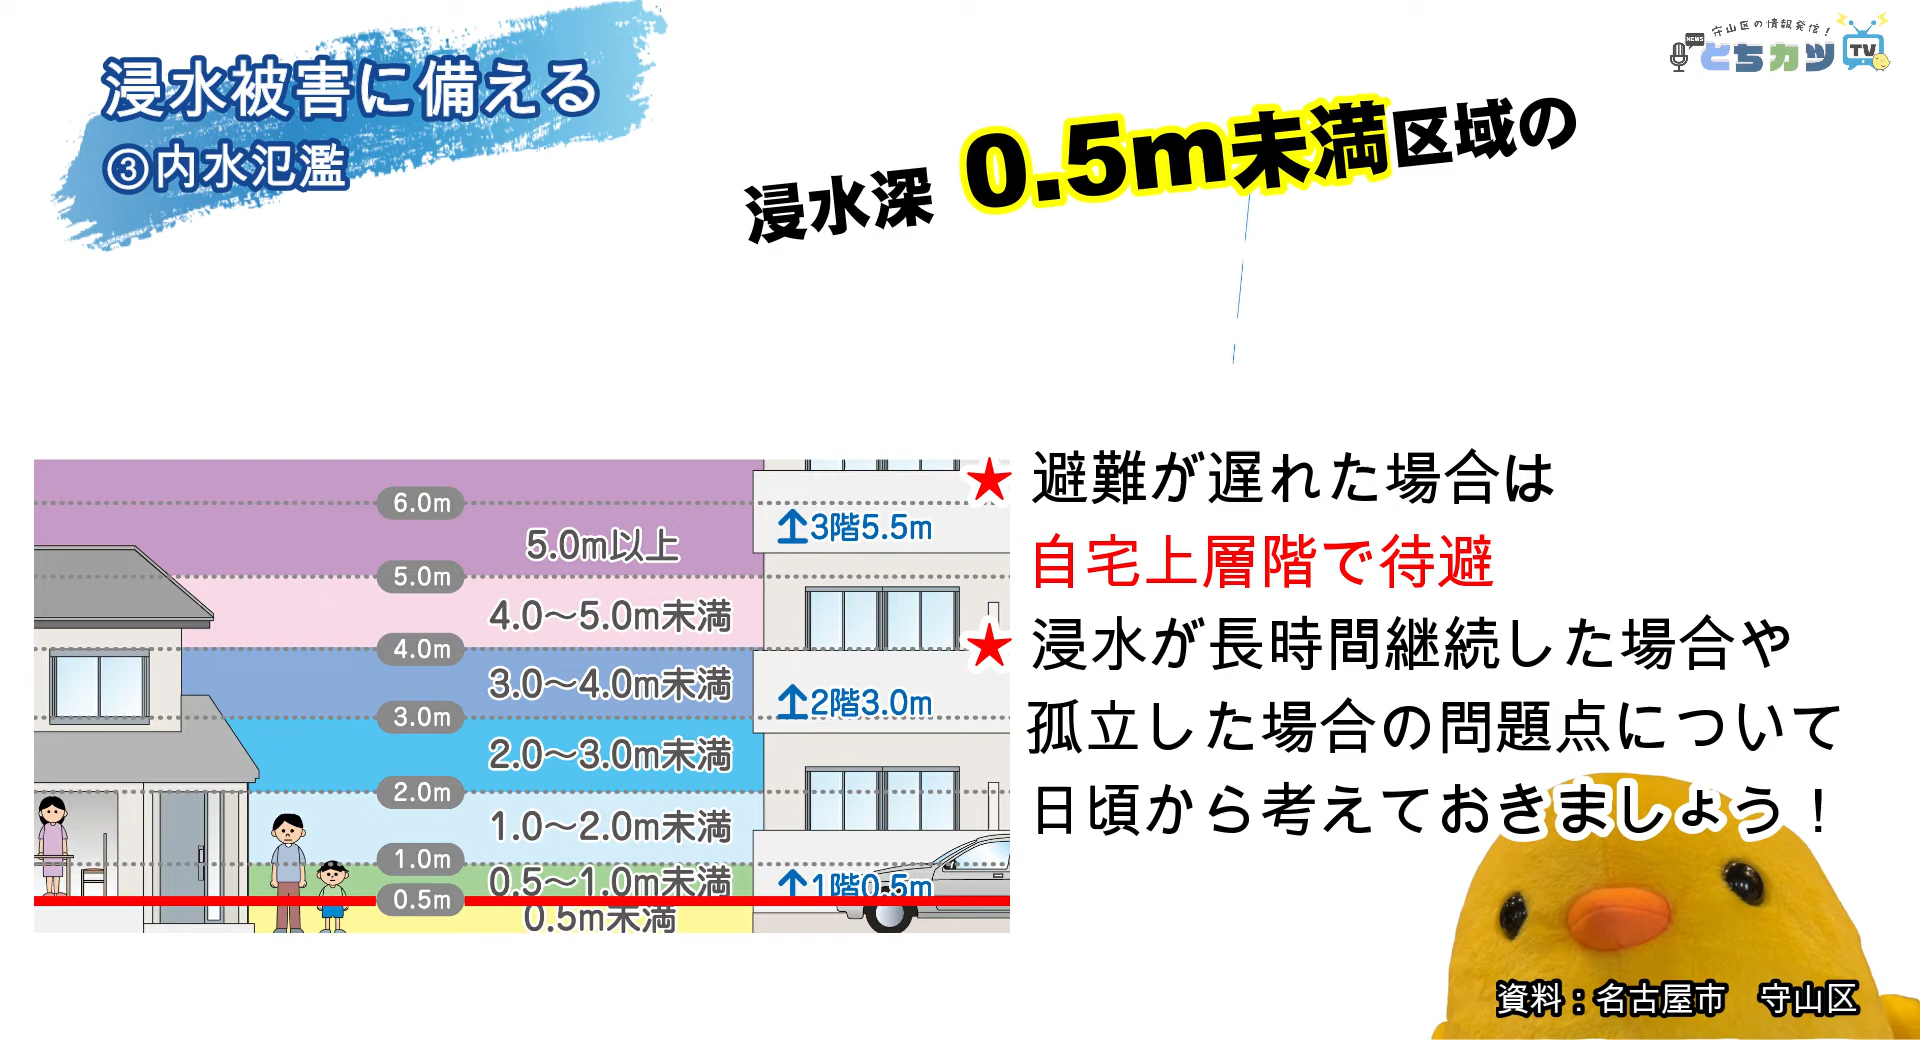 浸水被害に備える
③内水氾濫
守山区の情報発信!
NEWS
とちカツ
TV
浸水深 0.5m未満区域の
6.0m
5.0m以上
5.0m
4.0〜5.0m未満
4.0m
3.0〜4.0m未満
3.0m
2.0〜3.0m未満
2.0m
1.0〜2.0m未満
1.0m
0.5〜1.0m未満
0.5m
0.5m未満
↑3階5.5m
↑2階3.0m
↑1階0.5m
★ 避難が遅れた場合は
自宅上層階で待避
★ 浸水が長時間継続した場合や
孤立した場合の問題点について
日頃から考えておきましょう!
資料:名古屋市 守山区